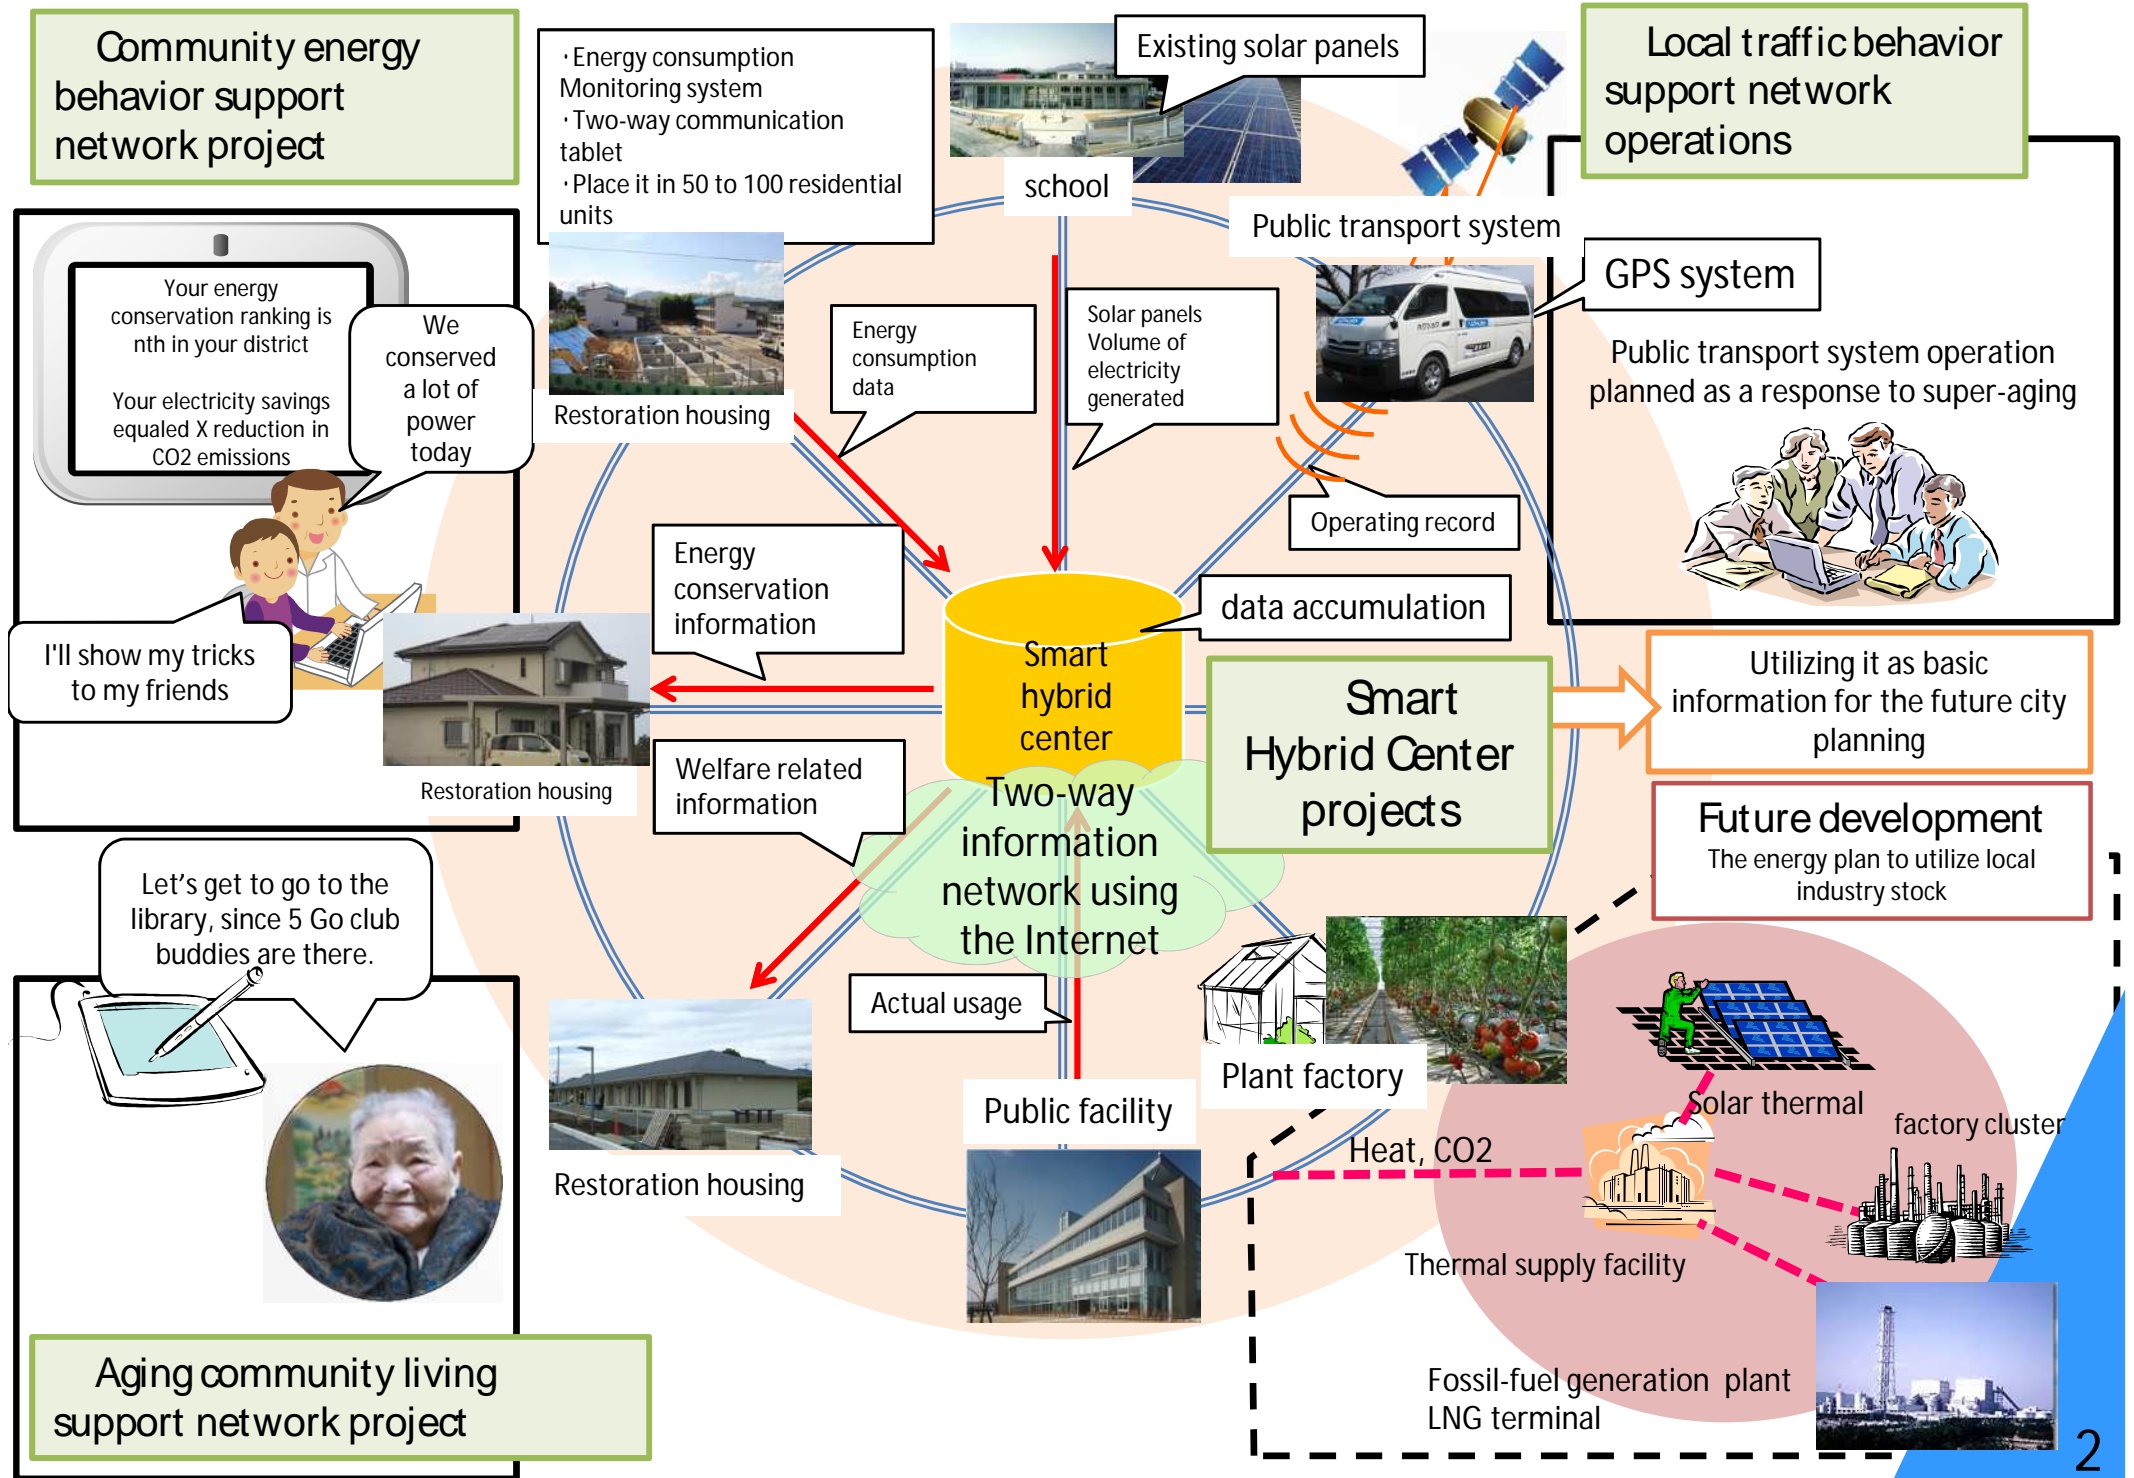 Community energy
behavior support
network project
・Energy consumption
Monitoring system
・Two-way communication
tablet
・Place it in 50 to 100 residential
units
Existing solar panels
school
Local traffic behavior
support network
operations
Public transport system
GPS system
Public transport system operation
planned as a response to super-aging
Your energy
conservation ranking is
nth in your district
Your electricity savings
equaled X reduction in
CO2 emissions
We
conserved
a lot of
power
today
I'll show my tricks
to my friends
Restoration housing
Energy
consumption
data
Solar panels
Volume of
electricity
generated
Operating record
Energy
conservation
information
data accumulation
Smart
hybrid
center
Smart
Hybrid Center
projects
Utilizing it as basic
information for the future city
planning
Restoration housing
Welfare related
information
Two-way
information
network using
the Internet
Future development
The energy plan to utilize local
industry stock
Let's get to go to the
library, since 5 Go club
buddies are there.
Actual usage
Plant factory
Public facility
Restoration housing
Solar thermal
factory cluster
Heat, CO2
Thermal supply facility
Fossil-fuel generation plant
LNG terminal
Aging community living
support network project
2